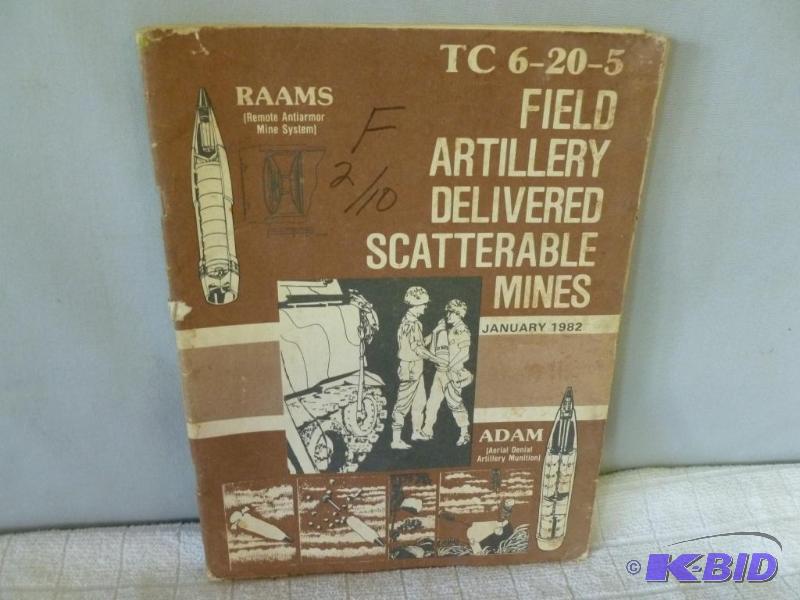 TC 6-20-5
FIELD
ARTILLERY
DELIVERED
SCATTERABLE
MINES
JANUARY 1982
RAAMS
(Remote Antiarmor
Mine System)
F
2/10
ADAM
(Aerial Denial
Artillery Munition)
© K-BID